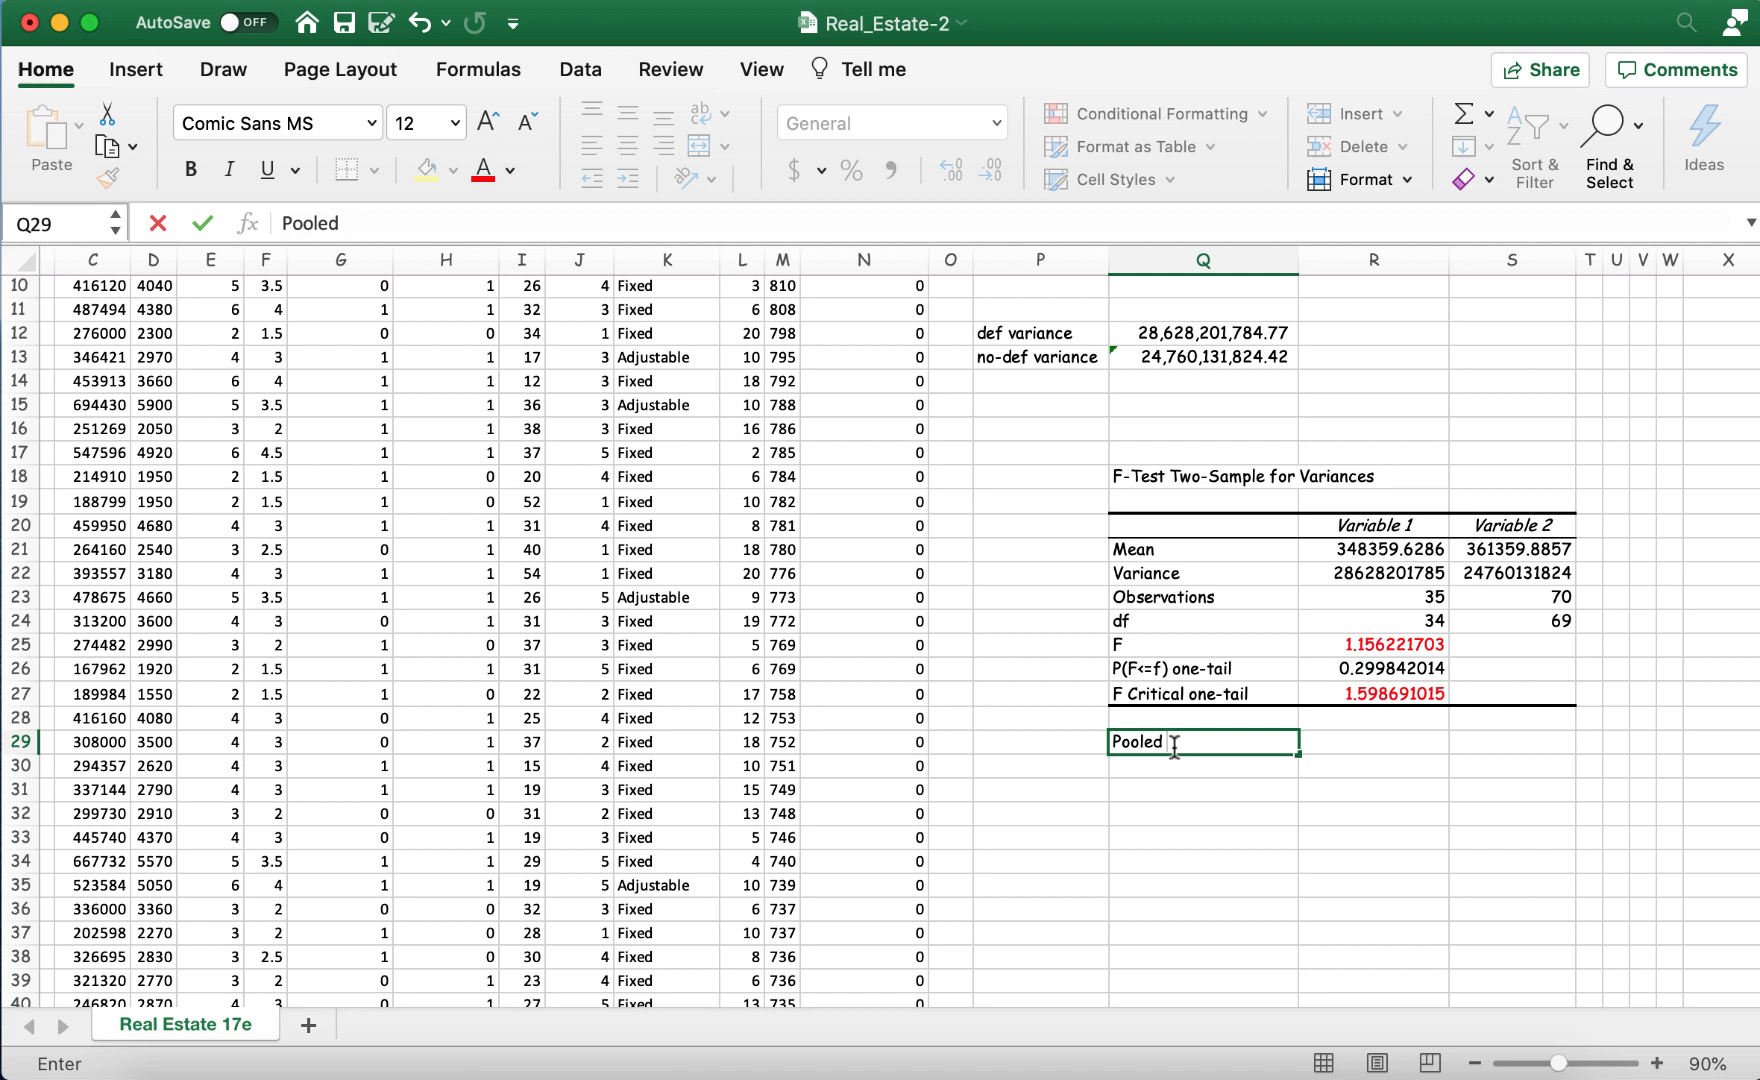 AutoSave OFF Real_Estate-2
Home Insert Draw Page Layout Formulas Data Review View Tell me Share Comments
Paste Comic Sans MS 12 A^ A˅ ab General Conditional Formatting Insert Σ
B I U A $ % , Format as Table Delete Sort & Filter Find & Select Ideas
Cell Styles Format
Q29 fx Pooled
C D E F G H I J K L M N O P Q R S T U V W X
10 416120 4040 5 3.5 0 1 26 4 Fixed 3 810 0
11 487494 4380 6 4 1 1 32 3 Fixed 6 808 0
12 276000 2300 2 1.5 0 0 34 1 Fixed 20 798 0 def variance 28,628,201,784.77
13 346421 2970 4 3 1 1 17 3 Adjustable 10 795 0 no-def variance 24,760,131,824.42
14 453913 3660 6 4 1 1 12 3 Fixed 18 792 0
15 694430 5900 5 3.5 1 1 36 3 Adjustable 10 788 0
16 251269 2050 3 2 1 1 38 3 Fixed 16 786 0
17 547596 4920 6 4.5 1 1 37 5 Fixed 2 785 0
18 214910 1950 2 1.5 1 0 20 4 Fixed 6 784 0 F-Test Two-Sample for Variances
19 188799 1950 2 1.5 1 0 52 1 Fixed 10 782 0
20 459950 4680 4 3 1 1 31 4 Fixed 8 781 0 Variable 1 Variable 2
21 264160 2540 3 2.5 0 1 40 1 Fixed 18 780 0 Mean 348359.6286 361359.8857
22 393557 3180 4 3 1 1 54 1 Fixed 20 776 0 Variance 28628201785 24760131824
23 478675 4660 5 3.5 1 1 26 5 Adjustable 9 773 0 Observations 35 70
24 313200 3600 4 3 0 1 31 3 Fixed 19 772 0 df 34 69
25 274482 2990 3 2 1 0 37 3 Fixed 5 769 0 F 1.156221703
26 167962 1920 2 1.5 1 1 31 5 Fixed 6 769 0 P(F<=f) one-tail 0.299842014
27 189984 1550 2 1.5 1 0 22 2 Fixed 17 758 0 F Critical one-tail 1.598691015
28 416160 4080 4 3 0 1 25 4 Fixed 12 753 0
29 308000 3500 4 3 0 1 37 2 Fixed 18 752 0 Pooled
30 294357 2620 4 3 1 1 15 4 Fixed 10 751 0
31 337144 2790 4 3 1 1 19 3 Fixed 15 749 0
32 299730 2910 3 2 0 0 31 2 Fixed 13 748 0
33 445740 4370 4 3 0 1 19 3 Fixed 5 746 0
34 667732 5570 5 3.5 1 1 29 5 Fixed 4 740 0
35 523584 5050 6 4 1 1 19 5 Adjustable 10 739 0
36 336000 3360 3 2 0 0 32 3 Fixed 6 737 0
37 202598 2270 3 2 1 0 28 1 Fixed 10 737 0
38 326695 2830 3 2.5 1 0 30 4 Fixed 8 736 0
39 321320 2770 3 2 0 1 23 4 Fixed 6 736 0
40 246820 2870 4 3 0 1 27 5 Fixed 13 735 0
Real Estate 17e +
Enter 90%